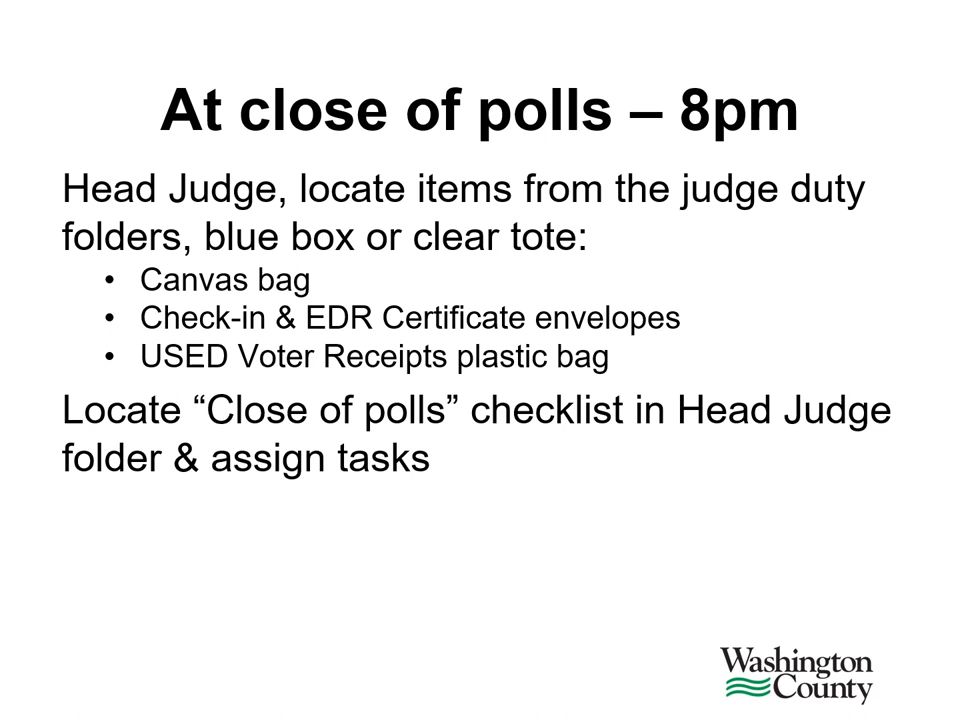 At close of polls – 8pm
Head Judge, locate items from the judge duty
folders, blue box or clear tote:
• Canvas bag
• Check-in & EDR Certificate envelopes
• USED Voter Receipts plastic bag
Locate “Close of polls” checklist in Head Judge
folder & assign tasks
Washington
County